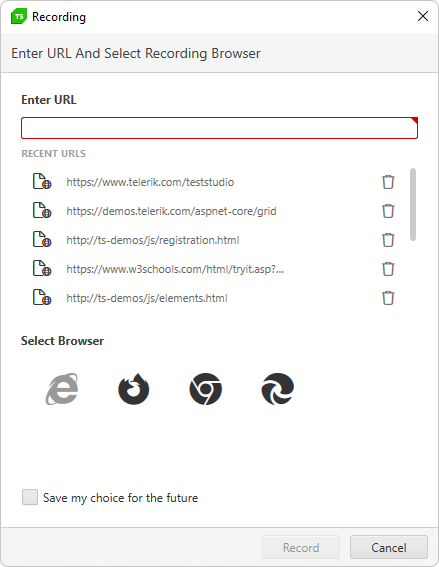 TS Recording
Enter URL And Select Recording Browser
Enter URL
RECENT URLS
https://www.telerik.com/teststudio
https://demos.telerik.com/aspnet-core/grid
http://ts-demos/js/registration.html
https://www.w3schools.com/html/tryit.asp?...
http://ts-demos/js/elements.html
Select Browser
Save my choice for the future
Record Cancel